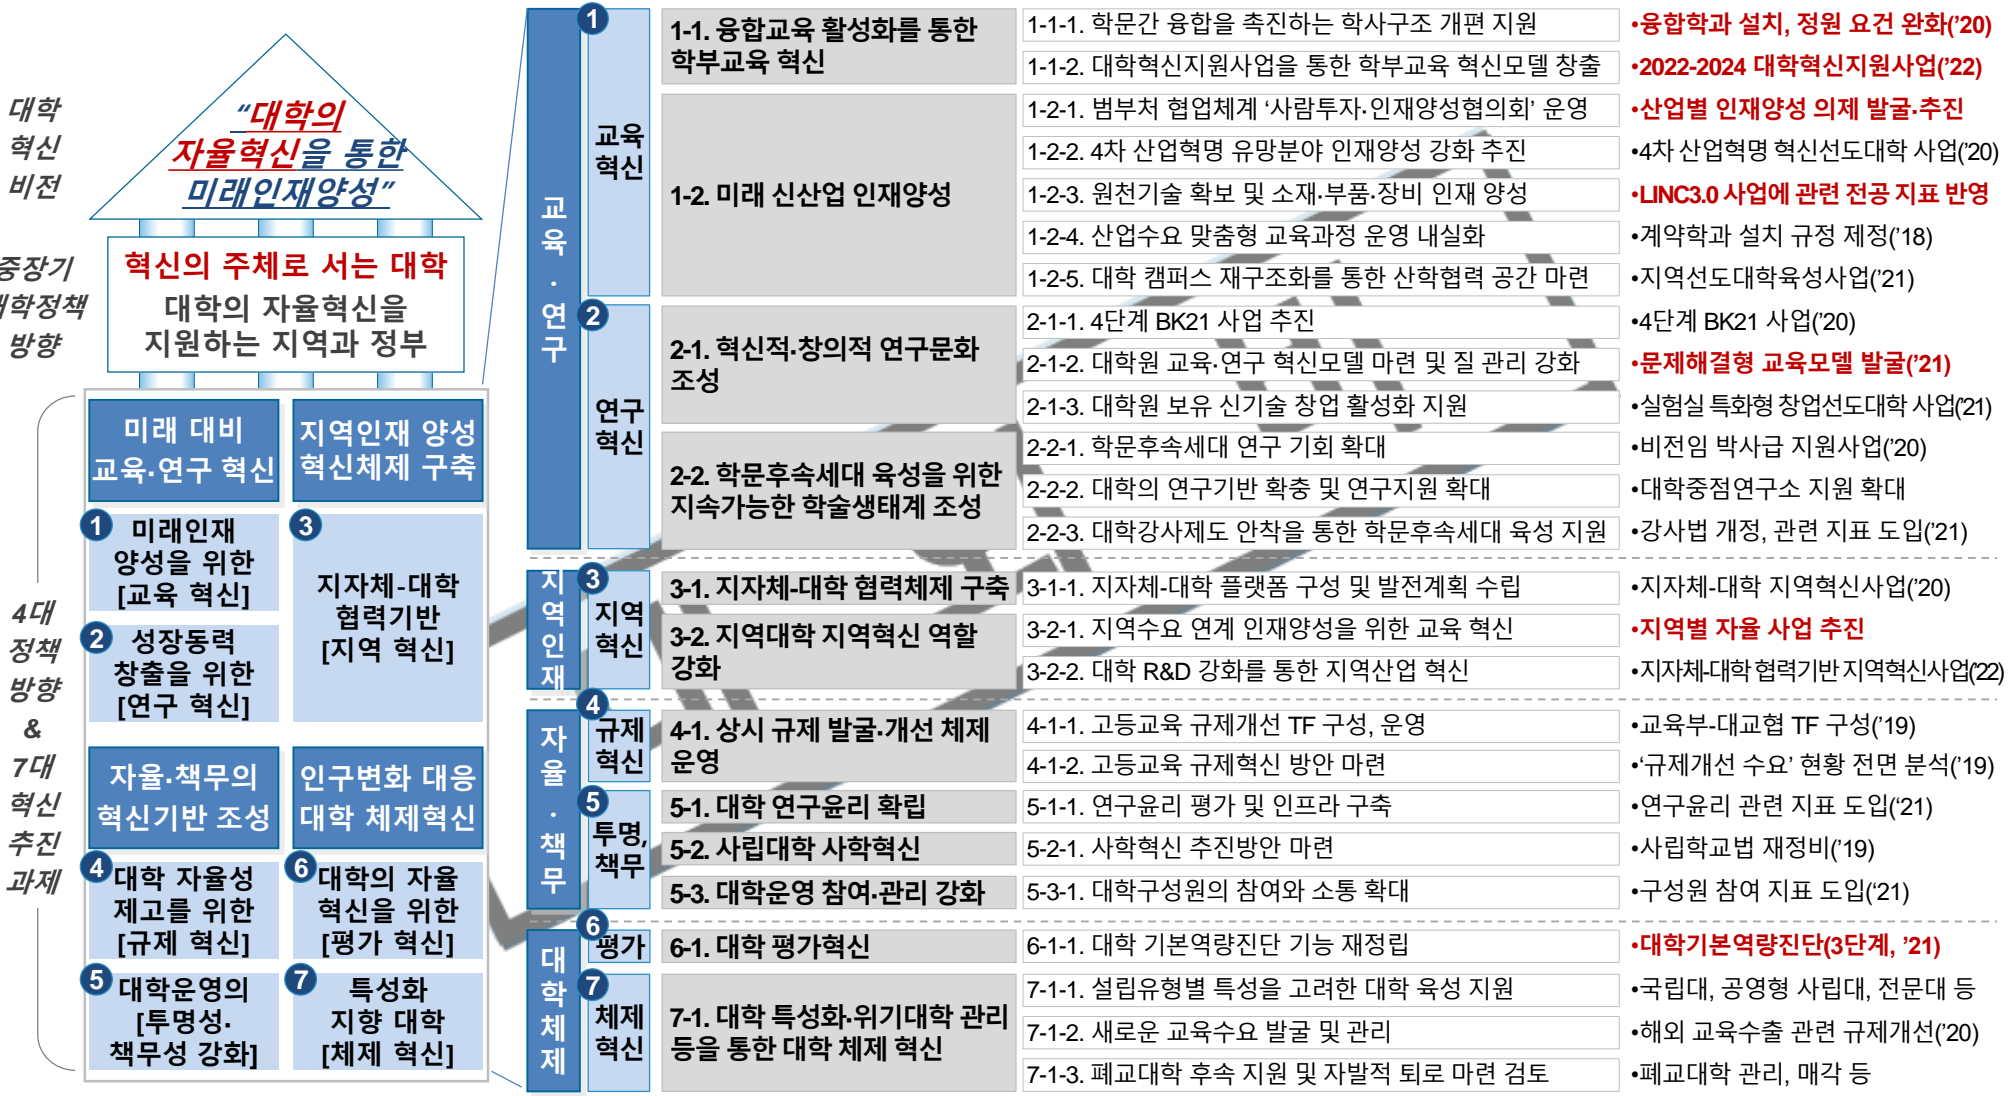 대학
혁신
비전
“대학의
자율혁신을 통한
미래인재양성”
중장기
대학정책
방향
혁신의 주체로 서는 대학
대학의 자율혁신을
지원하는 지역과 정부
4대
정책
방향
&
7대
혁신
추진
과제
미래 대비
교육·연구 혁신
지역인재 양성
혁신체제 구축
1
미래인재
양성을 위한
[교육 혁신]
2
성장동력
창출을 위한
[연구 혁신]
3
지자체-대학
협력기반
[지역 혁신]
자율·책무의
혁신기반 조성
인구변화 대응
대학 체제혁신
4
대학 자율성
제고를 위한
[규제 혁신]
5
대학운영의
[투명성·
책무성 강화]
6
대학의 자율
혁신을 위한
[평가 혁신]
7
특성화
지향 대학
[체제 혁신]
교육·연구
1
교육
혁신
1-1. 융합교육 활성화를 통한
학부교육 혁신
1-1-1. 학문간 융합을 촉진하는 학사구조 개편 지원
•융합학과 설치, 정원 요건 완화(’20)
1-1-2. 대학혁신지원사업을 통한 학부교육 혁신모델 창출
•2022-2024 대학혁신지원사업(’22)
1-2. 미래 신산업 인재양성
1-2-1. 범부처 협업체계 ‘사람투자·인재양성협의회’ 운영
•산업별 인재양성 의제 발굴·추진
1-2-2. 4차 산업혁명 유망분야 인재양성 강화 추진
•4차 산업혁명 혁신선도대학 사업(’20)
1-2-3. 원천기술 확보 및 소재·부품·장비 인재 양성
•LINC3.0 사업에 관련 전공 지표 반영
1-2-4. 산업수요 맞춤형 교육과정 운영 내실화
•계약학과 설치 규정 제정(’18)
1-2-5. 대학 캠퍼스 재구조화를 통한 산학협력 공간 마련
•지역선도대학육성사업(’21)
2
연구
혁신
2-1. 혁신적·창의적 연구문화
조성
2-1-1. 4단계 BK21 사업 추진
•4단계 BK21 사업(’20)
2-1-2. 대학원 교육·연구 혁신모델 마련 및 질 관리 강화
•문제해결형 교육모델 발굴(’21)
2-1-3. 대학원 보유 신기술 창업 활성화 지원
•실험실 특화형 창업선도대학 사업(’21)
2-2. 학문후속세대 육성을 위한
지속가능한 학술생태계 조성
2-2-1. 학문후속세대 연구 기회 확대
•비전임 박사급 지원사업(’20)
2-2-2. 대학의 연구기반 확충 및 연구지원 확대
•대학중점연구소 지원 확대
2-2-3. 대학강사제도 안착을 통한 학문후속세대 육성 지원
•강사법 개정, 관련 지표 도입(’21)
지역인재
3
지역
혁신
3-1. 지자체-대학 협력체제 구축
3-1-1. 지자체-대학 플랫폼 구성 및 발전계획 수립
•지자체-대학 지역혁신사업(’20)
3-2. 지역대학 지역혁신 역할
강화
3-2-1. 지역수요 연계 인재양성을 위한 교육 혁신
•지역별 자율 사업 추진
3-2-2. 대학 R&D 강화를 통한 지역산업 혁신
•지자체-대학 협력기반 지역혁신사업(’22)
자율·책무
4
규제
혁신
4-1. 상시 규제 발굴·개선 체제
운영
4-1-1. 고등교육 규제개선 TF 구성, 운영
•교육부-대교협 TF 구성(’19)
4-1-2. 고등교육 규제혁신 방안 마련
•‘규제개선 수요’ 현황 전면 분석(’19)
5
투명,
책무
5-1. 대학 연구윤리 확립
5-1-1. 연구윤리 평가 및 인프라 구축
•연구윤리 관련 지표 도입(‘21)
5-2. 사립대학 사학혁신
5-2-1. 사학혁신 추진방안 마련
•사립학교법 재정비(’19)
5-3. 대학운영 참여·관리 강화
5-3-1. 대학구성원의 참여와 소통 확대
•구성원 참여 지표 도입(‘21)
대학체제
6
평가
6-1. 대학 평가혁신
6-1-1. 대학 기본역량진단 기능 재정립
•대학기본역량진단(3단계, ’21)
7
체제
혁신
7-1. 대학 특성화·위기대학 관리
등을 통한 대학 체제 혁신
7-1-1. 설립유형별 특성을 고려한 대학 육성 지원
•국립대, 공영형 사립대, 전문대 등
7-1-2. 새로운 교육수요 발굴 및 관리
•해외 교육수출 관련 규제개선(’20)
7-1-3. 폐교대학 후속 지원 및 자발적 퇴로 마련 검토
•폐교대학 관리, 매각 등